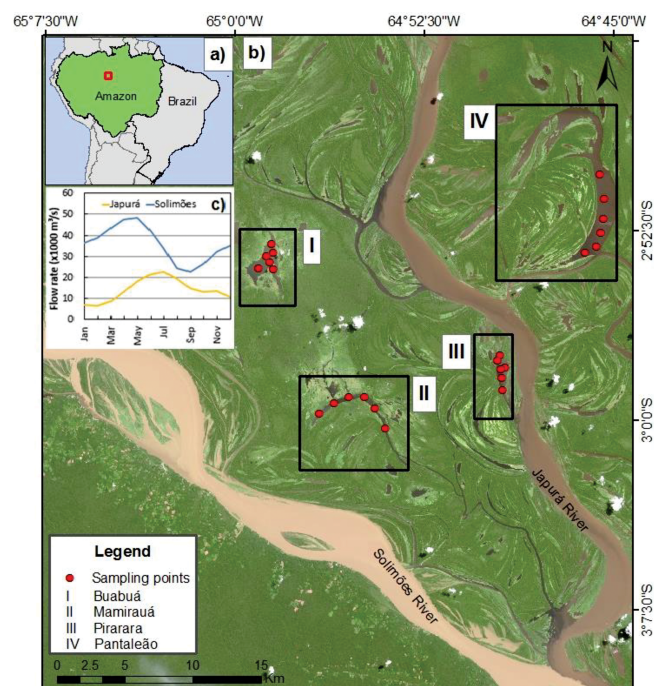 65°7'30"W
65°0'0"W
64°52'30"W
64°45'0"W
a)
Amazon
Brazil
b)
N
IV
c)
Japurá
Solimões
Flow rate (x1000 m³/s)
60
50
40
30
20
10
0
Jan
Mar
May
Jul
Sep
Nov
I
II
III
2°52'30"S
3°0'0"S
3°7'30"S
Japurá River
Solimões River
Legend
Sampling points
I Buabuá
II Mamirauá
III Pirarara
IV Pantaleão
0 2.5 5 10 15
Km